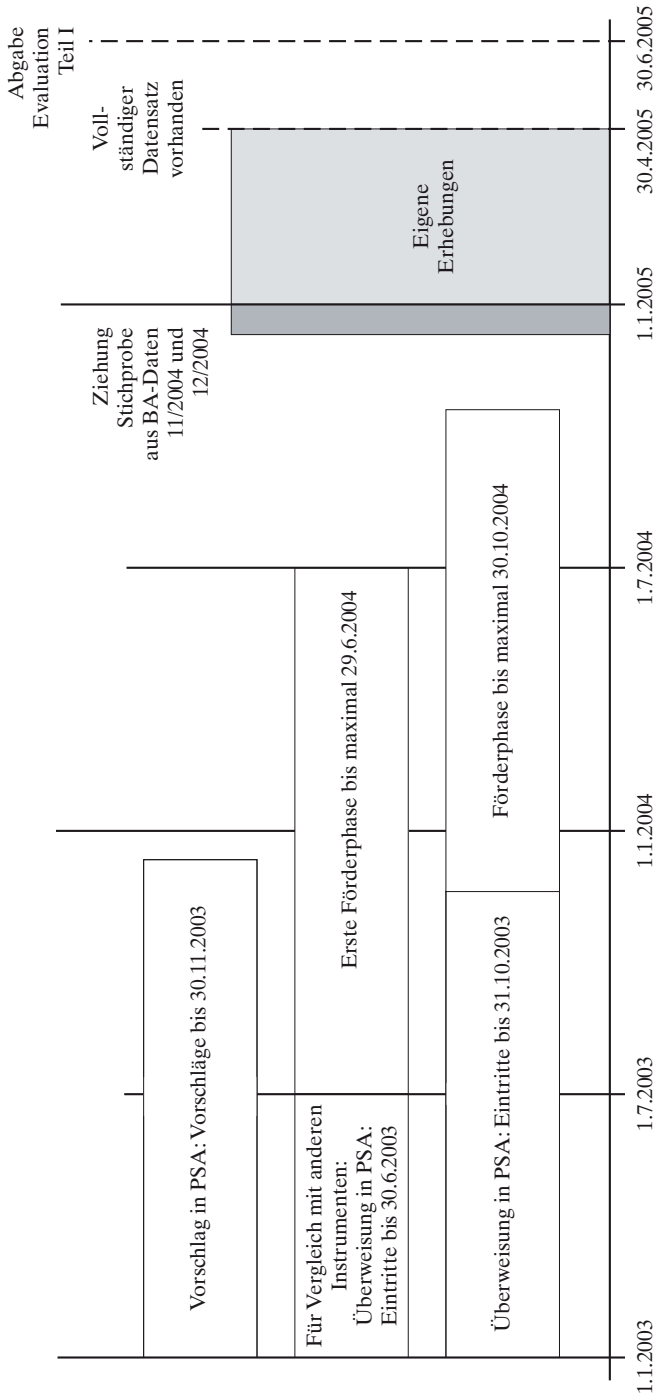 Abgabe
Evaluation
Teil I
Voll-
ständiger
Datensatz
vorhanden
Ziehung
Stichprobe
aus BA-Daten
11/2004 und
12/2004
Vorschlag in PSA: Vorschläge bis 30.11.2003
Eigene
Erhebungen
Für Vergleich mit anderen
Instrumenten:
Überweisung in PSA:
Eintritte bis 30.6.2003
Erste Förderphase bis maximal 29.6.2004
Überweisung in PSA: Eintritte bis 31.10.2003
Förderphase bis maximal 30.10.2004
1.1.2003
1.7.2003
1.1.2004
1.7.2004
1.1.2005
30.4.2005
30.6.2005